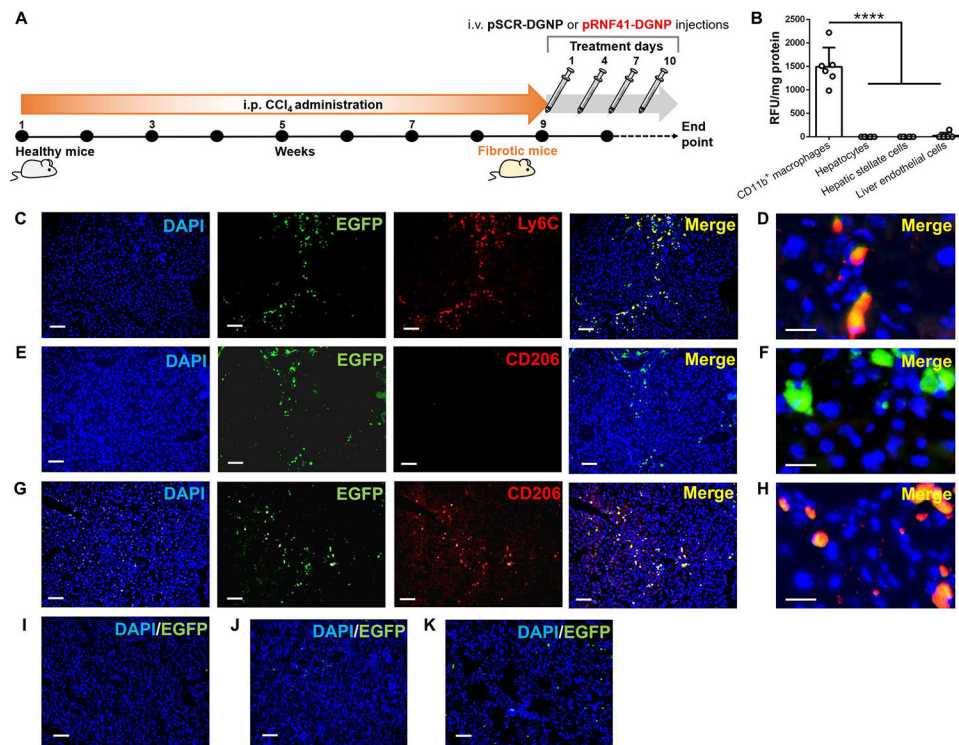 A
i.v. pSCR-DGNP or pRNF41-DGNP injections
Treatment days
1 4 7 10
i.p. CCl₄ administration
1 3 5 7 9
End point
Healthy mice
Weeks
Fibrotic mice
B
RFU/mg protein
2500
2000
1500
1000
500
0
****
CD11b⁺ macrophages
Hepatocytes
Hepatic stellate cells
Liver endothelial cells
C
DAPI
EGFP
Ly6C
Merge
D
Merge
E
DAPI
EGFP
CD206
Merge
F
Merge
G
DAPI
EGFP
CD206
Merge
H
Merge
I
DAPI/EGFP
J
DAPI/EGFP
K
DAPI/EGFP